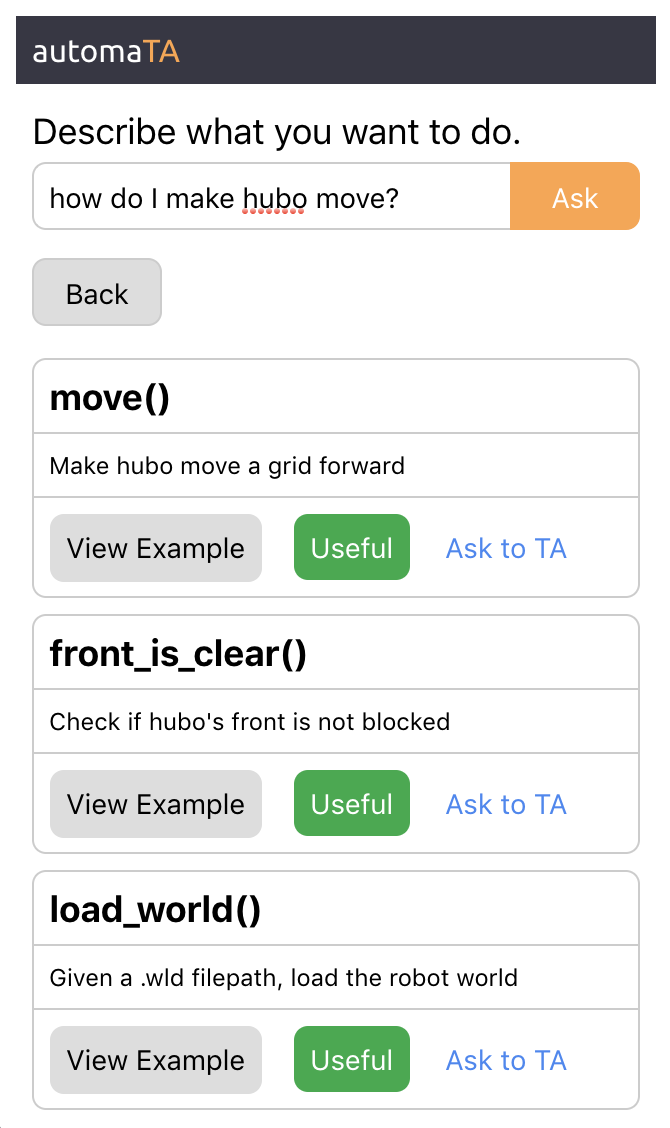 automaTA
Describe what you want to do.
how do I make hubo move?
Ask
Back
move()
Make hubo move a grid forward
View Example
Useful
Ask to TA
front_is_clear()
Check if hubo's front is not blocked
View Example
Useful
Ask to TA
load_world()
Given a .wld filepath, load the robot world
View Example
Useful
Ask to TA